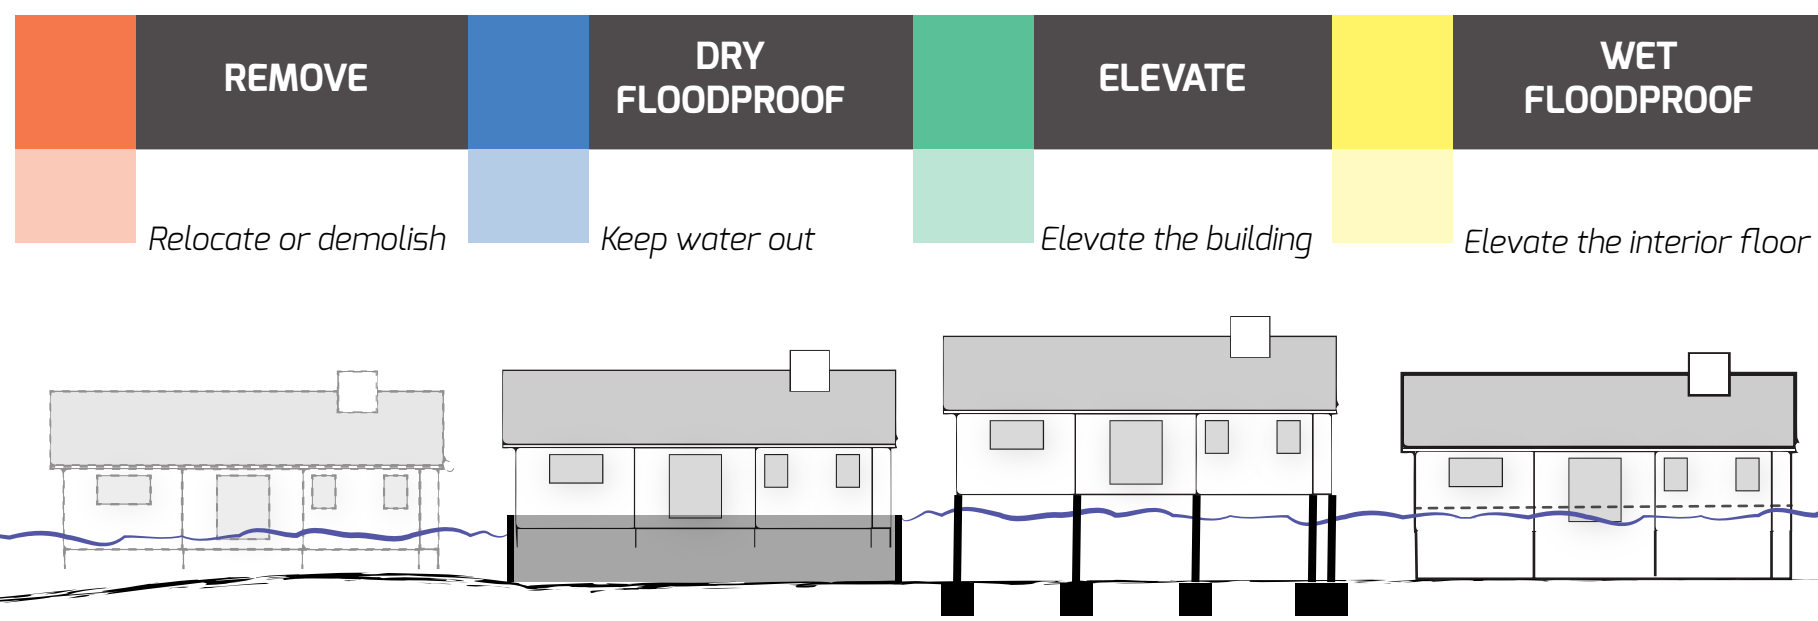 REMOVE
DRY
FLOODPROOF
ELEVATE
WET
FLOODPROOF
Relocate or demolish
Keep water out
Elevate the building
Elevate the interior floor